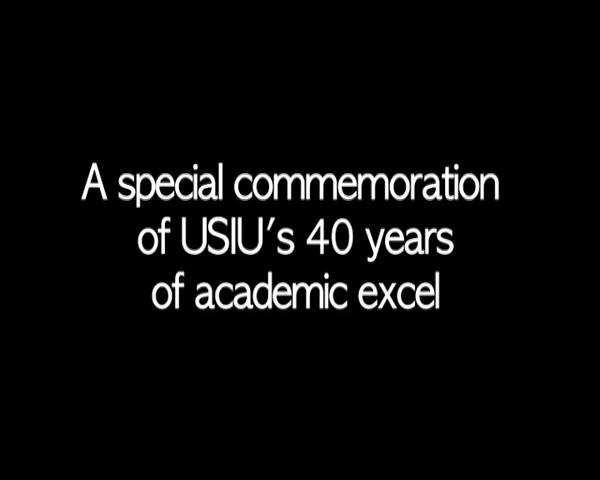 A special commemoration
of USIU's 40 years
of academic excel